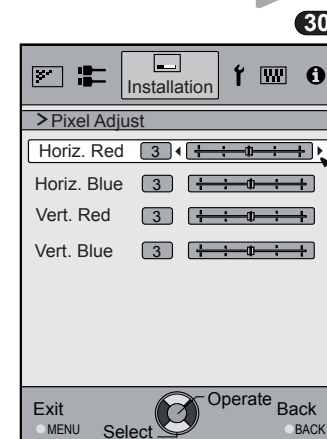 30
Installation
> Pixel Adjust
Horiz. Red 3
Horiz. Blue 3
Vert. Red 3
Vert. Blue 3
Exit Operate Back
MENU Select BACK